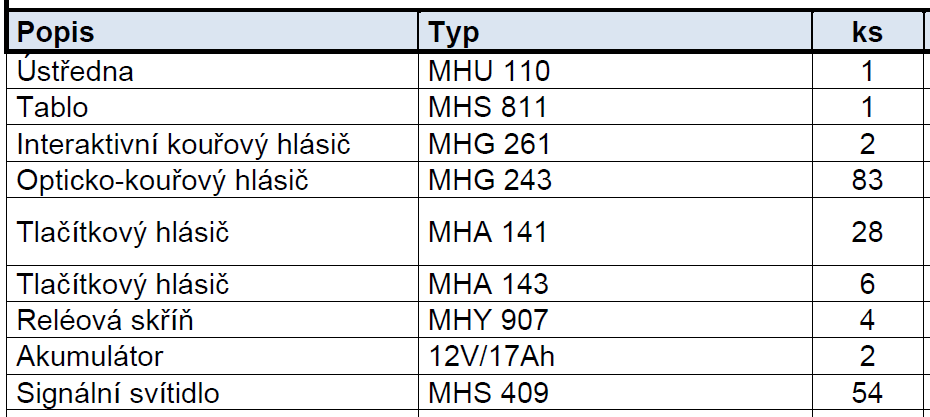 Popis Typ ks
Ústředna MHU 110 1
Tablo MHS 811 1
Interaktivní kouřový hlásič MHG 261 2
Opticko-kouřový hlásič MHG 243 83
Tlačítkový hlásič MHA 141 28
Tlačítkový hlásič MHA 143 6
Reléová skříň MHY 907 4
Akumulátor 12V/17Ah 2
Signální svítidlo MHS 409 54